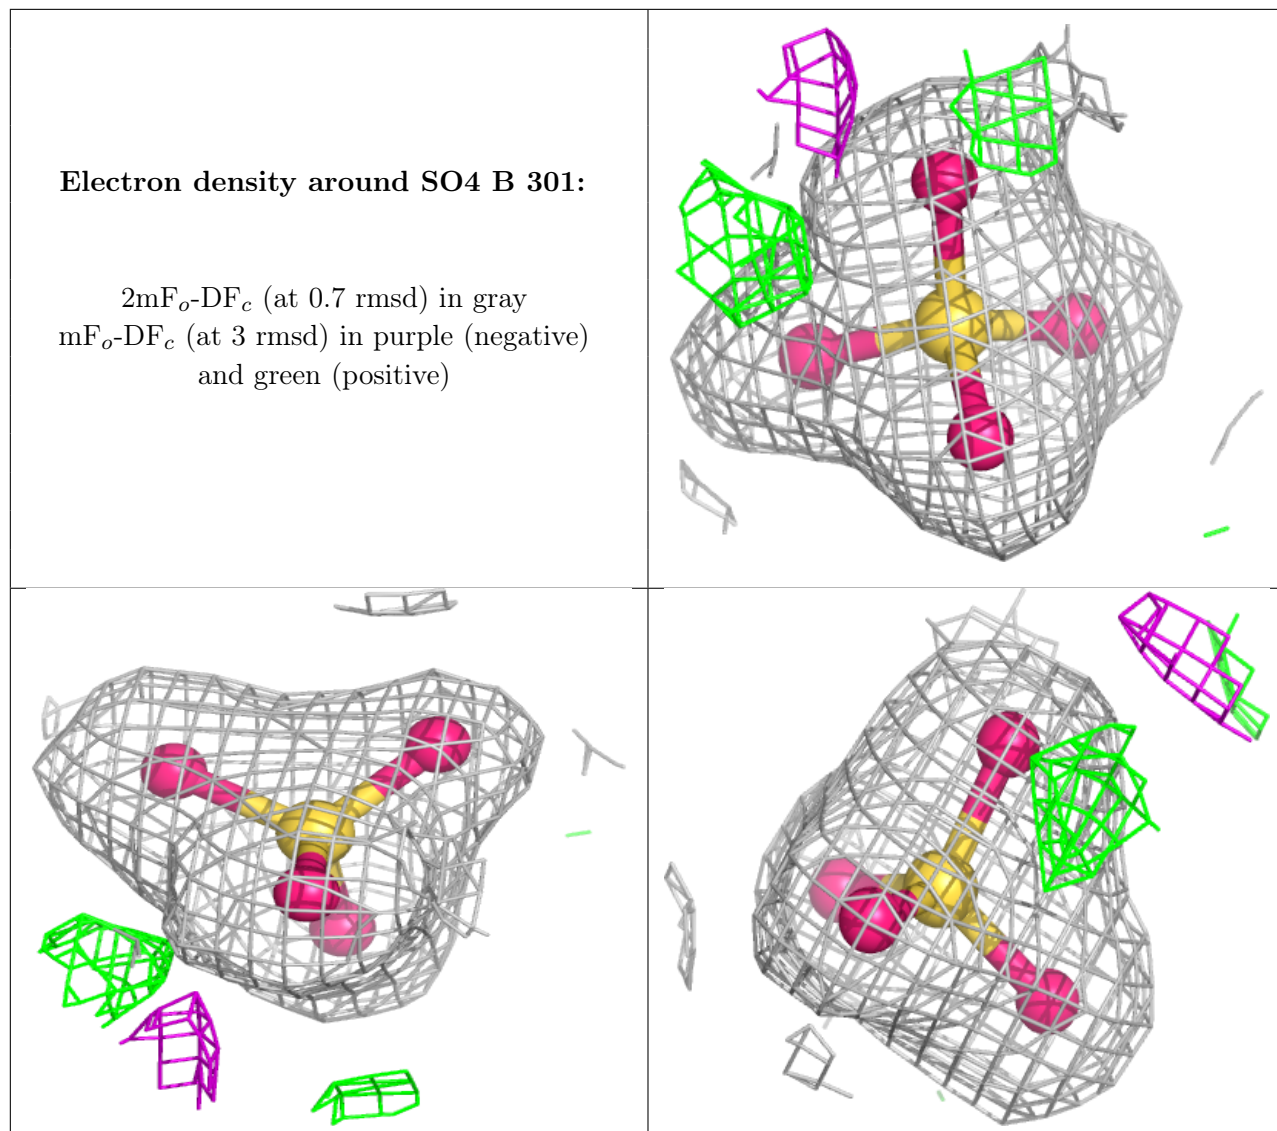 Electron density around SO4 B 301:
2mFo-DFc (at 0.7 rmsd) in gray
mFo-DFc (at 3 rmsd) in purple (negative)
and green (positive)